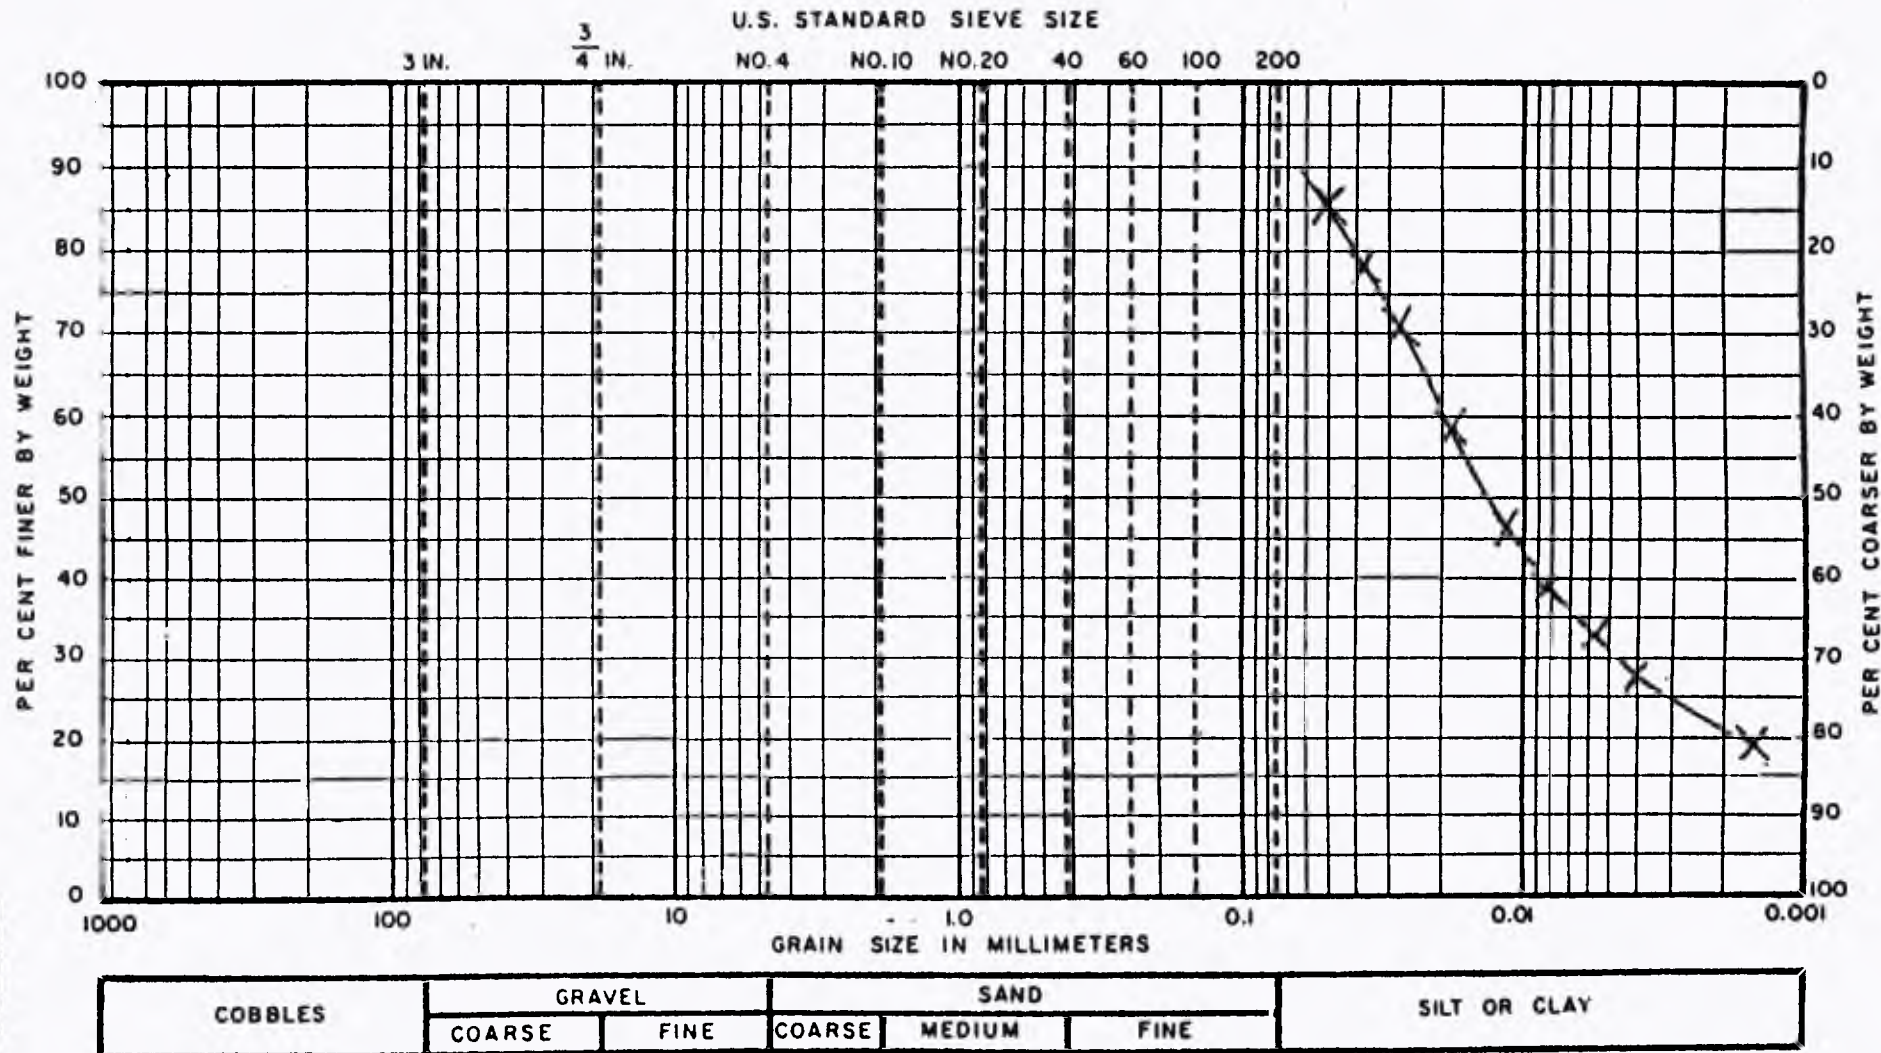 U.S. STANDARD SIEVE SIZE
3 IN. 3/4 IN. NO.4 NO.10 NO.20 40 60 100 200
100 0
90 10
80 20
70 30
60 40
50 50
40 60
30 70
20 80
10 90
0 100
PER CENT FINER BY WEIGHT
PER CENT COARSER BY WEIGHT
1000 100 10 1.0 0.1 0.01 0.001
GRAIN SIZE IN MILLIMETERS
COBBLES GRAVEL SAND SILT OR CLAY
COARSE FINE COARSE MEDIUM FINE